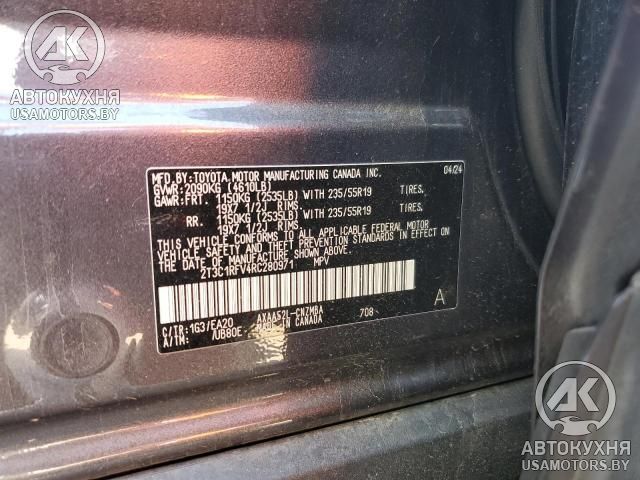 АВТОКУХНЯ
USAMOTORS.BY
MFD.BY: TOYOTA MOTOR MANUFACTURING CANADA INC. 04/24
GVWR: 2090KG (4610LB)
GAWR: FRT. 1150KG (2535LB) WITH 235/55R19 TIRES.
19X7 1/2J RIMS.
RR. 1150KG (2535LB) WITH 235/55R19 TIRES.
19X7 1/2J RIMS.
THIS VEHICLE CONFORMS TO ALL APPLICABLE FEDERAL MOTOR
VEHICLE SAFETY AND THEFT PREVENTION STANDARDS IN EFFECT
ON THE DATE OF MANUFACTURE SHOWN ABOVE.
2T3C1RFV4RC280971 MPV
A
C/TR: 1G3/EA20 AXAA52L-CNZMBA 708
A/TM: /UB80E MADE IN CANADA
AK
АВТОКУХНЯ
USAMOTORS.BY